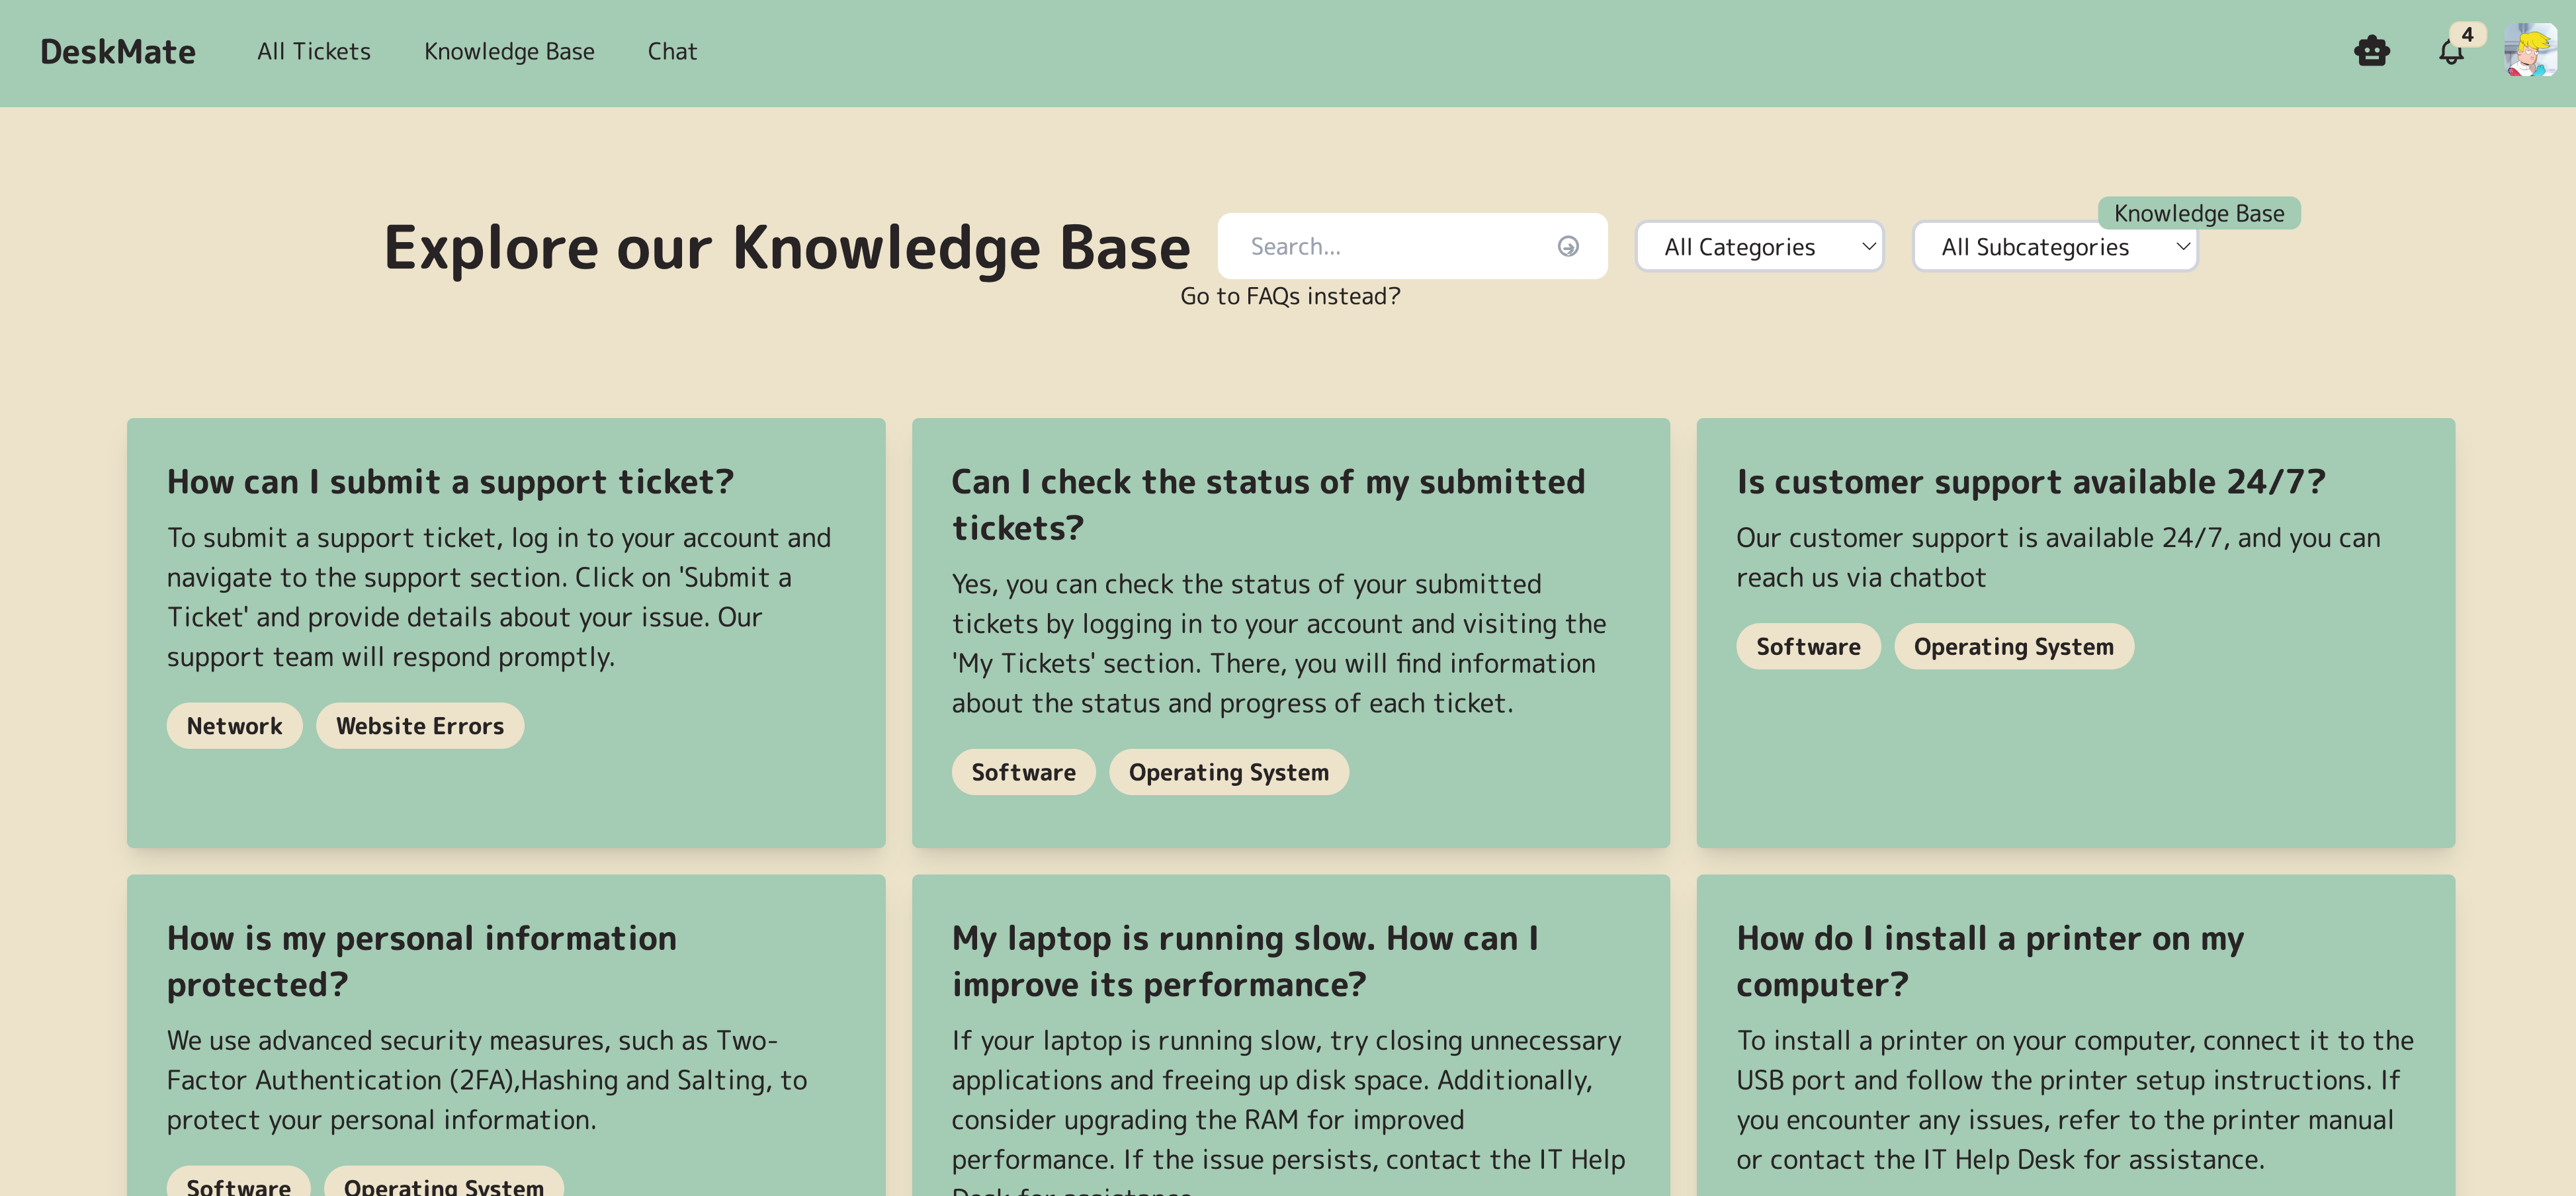 DeskMate
All Tickets
Knowledge Base
Chat
4
Knowledge Base
Explore our Knowledge Base
Search...
All Categories
All Subcategories
Go to FAQs instead?
How can I submit a support ticket?
To submit a support ticket, log in to your account and
navigate to the support section. Click on 'Submit a
Ticket' and provide details about your issue. Our
support team will respond promptly.
Network
Website Errors
Can I check the status of my submitted
tickets?
Yes, you can check the status of your submitted
tickets by logging in to your account and visiting the
'My Tickets' section. There, you will find information
about the status and progress of each ticket.
Software
Operating System
Is customer support available 24/7?
Our customer support is available 24/7, and you can
reach us via chatbot
Software
Operating System
How is my personal information
protected?
We use advanced security measures, such as Two-
Factor Authentication (2FA),Hashing and Salting, to
protect your personal information.
Software
Operating System
My laptop is running slow. How can I
improve its performance?
If your laptop is running slow, try closing unnecessary
applications and freeing up disk space. Additionally,
consider upgrading the RAM for improved
performance. If the issue persists, contact the IT Help
Desk for assistance.
How do I install a printer on my
computer?
To install a printer on your computer, connect it to the
USB port and follow the printer setup instructions. If
you encounter any issues, refer to the printer manual
or contact the IT Help Desk for assistance.